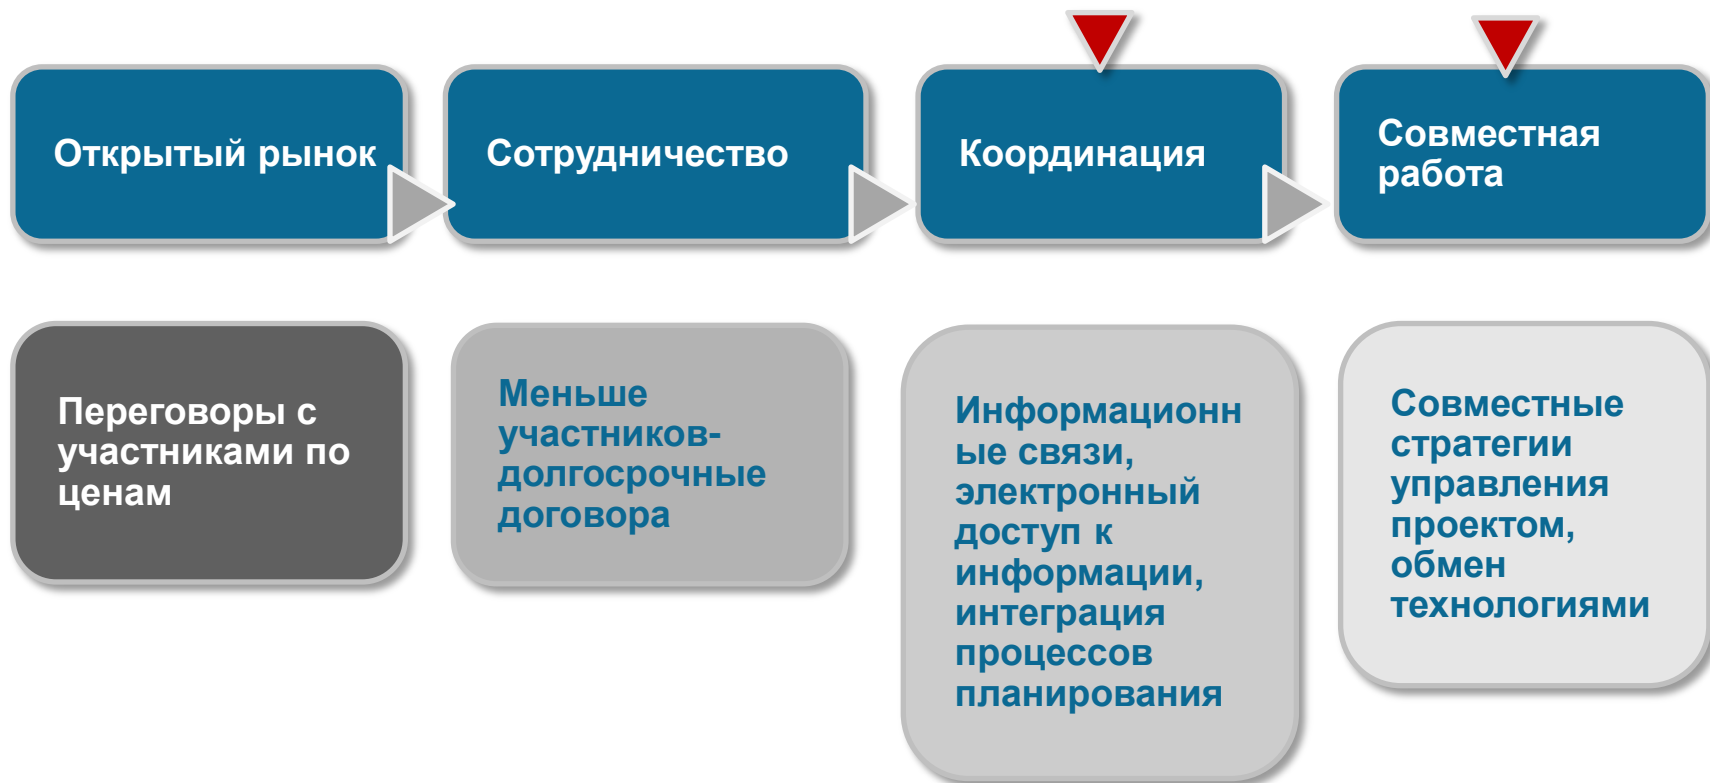 Открытый рынок
Сотрудничество
Координация
Совместная
работа
Переговоры с
участниками по
ценам
Меньше
участников-
долгосрочные
договора
Информационн
ые связи,
электронный
доступ к
информации,
интеграция
процессов
планирования
Совместные
стратегии
управления
проектом,
обмен
технологиями